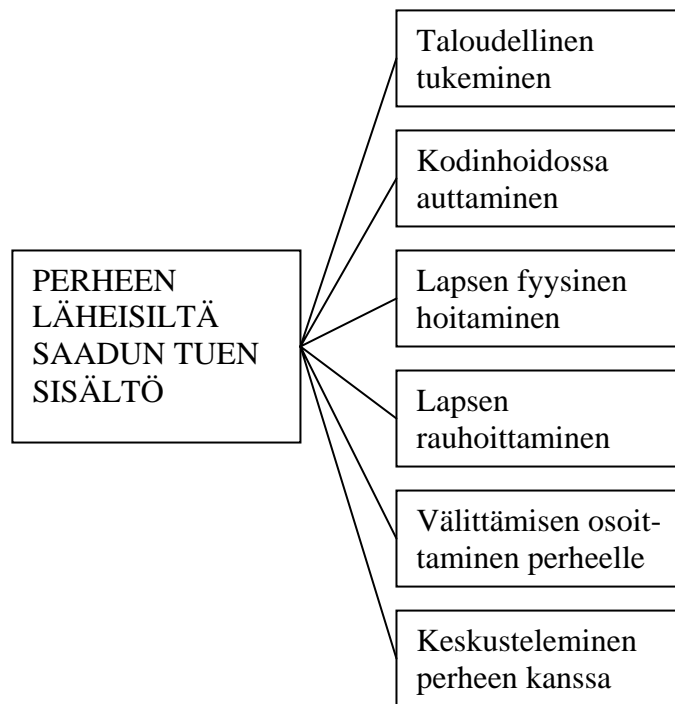 Taloudellinen
tukeminen
Kodinhoidossa
auttaminen
PERHEEN
LÄHEISILTÄ
SAADUN TUEN
SISÄLTÖ
Lapsen fyysinen
hoitaminen
Lapsen
rauhoittaminen
Välittämisen osoit-
taminen perheelle
Keskusteleminen
perheen kanssa